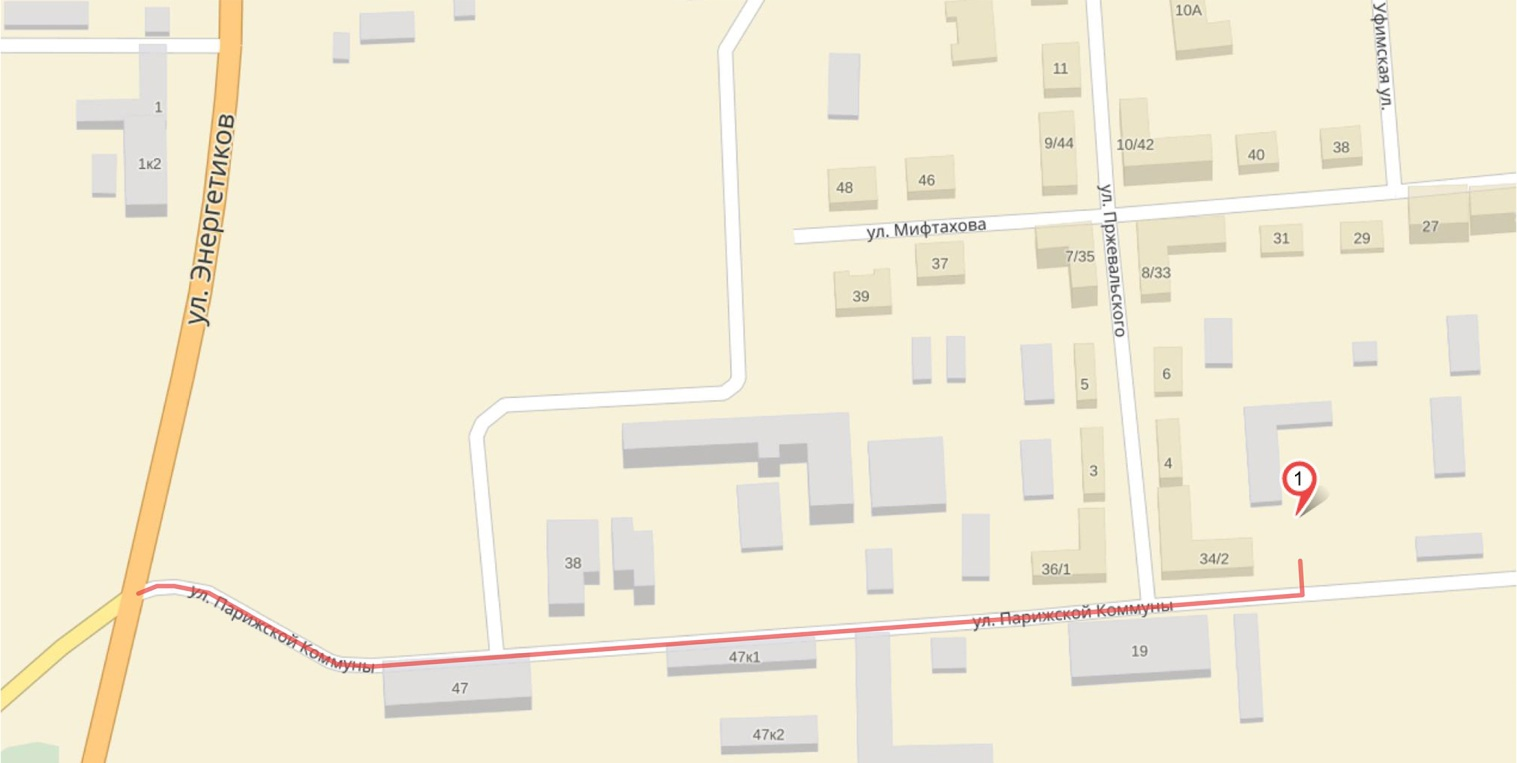 10А
Уфимская ул.
11
1
9/44
10/42
40
38
1к2
48
46
ул. Энергетиков
ул. Мифтахова
ул. Пржевальского
31
29
27
7/35
37
8/33
39
6
5
4
3
1
38
36/1
34/2
ул. Парижской Коммуны
ул. Парижской Коммуны
47к1
19
47
47к2